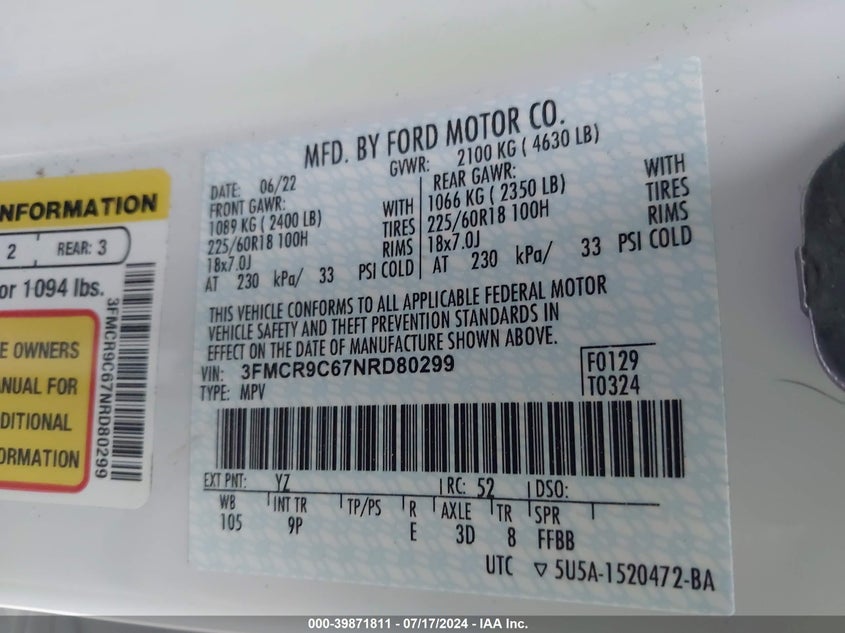 INFORMATION
2 REAR: 3
or 1094 lbs.
E OWNERS
ANUAL FOR
DITIONAL
ORMATION
3FMCR9C67NRD80299
MFD. BY FORD MOTOR CO.
DATE: 06/22 GVWR: 2100 KG ( 4630 LB)
FRONT GAWR: REAR GAWR:
1089 KG ( 2400 LB) WITH 1066 KG ( 2350 LB) WITH
225/60R18 100H TIRES 225/60R18 100H TIRES
18x7.0J RIMS 18x7.0J RIMS
AT 230 kPa/ 33 PSI COLD AT 230 kPa/ 33 PSI COLD
THIS VEHICLE CONFORMS TO ALL APPLICABLE FEDERAL MOTOR
VEHICLE SAFETY AND THEFT PREVENTION STANDARDS IN
EFFECT ON THE DATE OF MANUFACTURE SHOWN ABOVE.
VIN: 3FMCR9C67NRD80299 F0129
TYPE: MPV T0324
EXT PNT: YZ RC: 52 DSO:
WB INT TR TP/PS R AXLE TR SPR
105 9P E 3D 8 FFBB
UTC ▽ 5U5A-1520472-BA
000-39871811 - 07/17/2024 - IAA Inc.